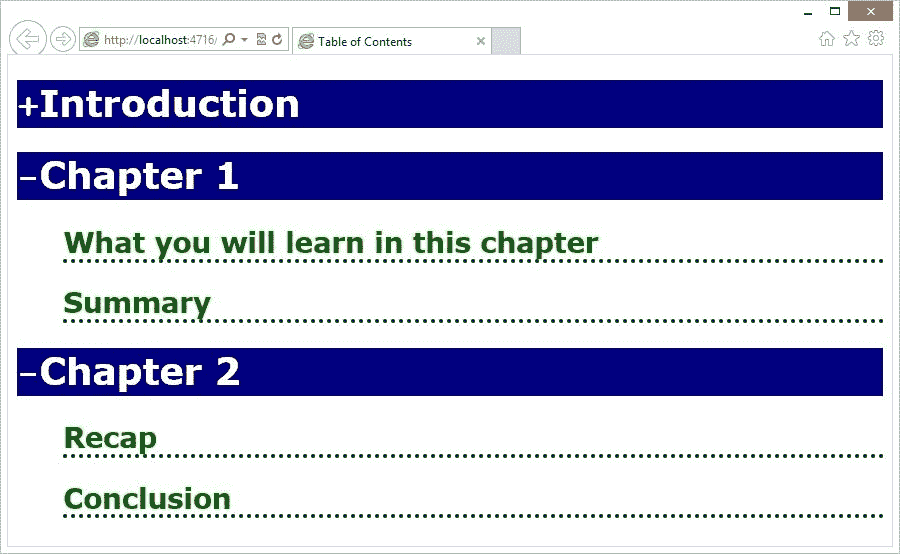 http://localhost:4716/
Table of Contents
+Introduction
–Chapter 1
What you will learn in this chapter
Summary
–Chapter 2
Recap
Conclusion